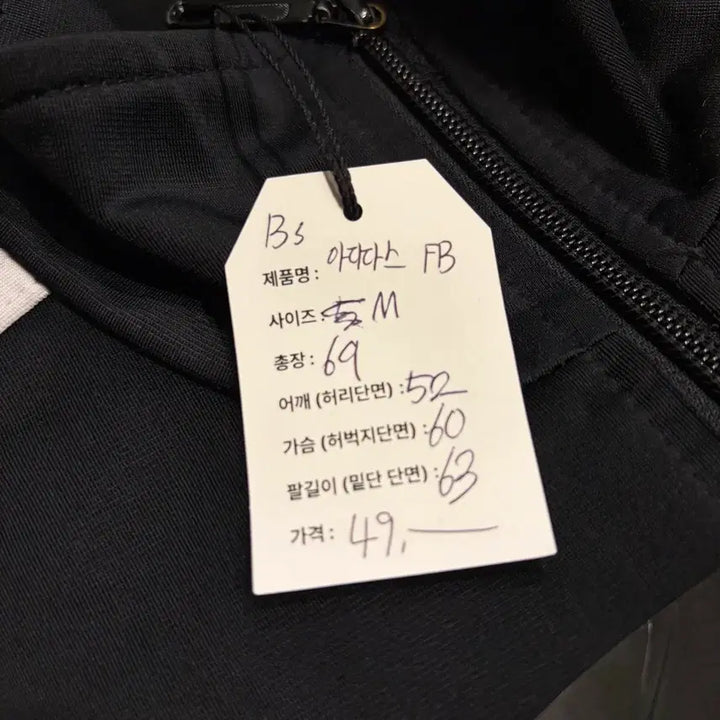 Bs
제품명 : 아디다스 FB
사이즈 : M
총장 : 69
어깨 (허리단면) : 52
가슴 (허벅지단면) : 60
팔길이 (밑단 단면) : 63
가격 : 49,—